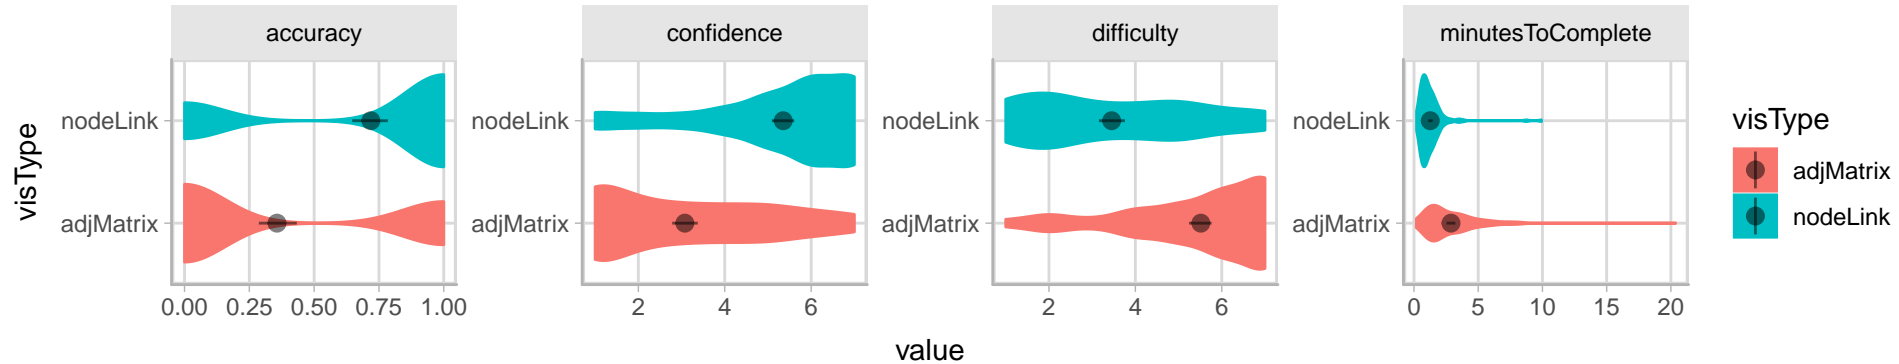 accuracy
confidence
difficulty
minutesToComplete
visType
nodeLink
adjMatrix
0.00 0.25 0.50 0.75 1.00
nodeLink
adjMatrix
2 4 6
nodeLink
adjMatrix
2 4 6
nodeLink
adjMatrix
0 5 10 15 20
value
visType
adjMatrix
nodeLink